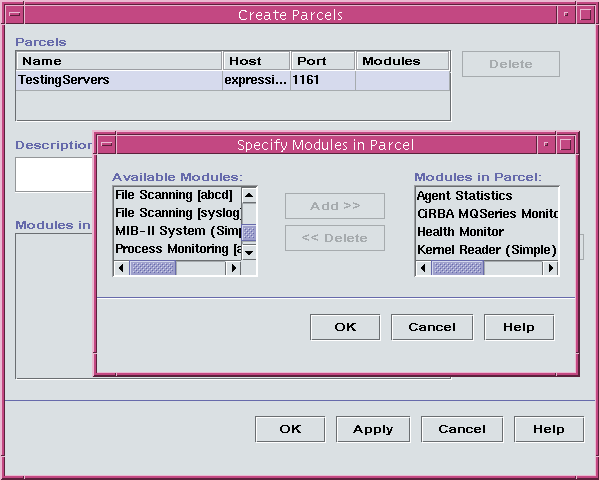 Create Parcels
Parcels
Name Host Port Modules
TestingServers expressi... 1161
Delete
Description
Modules in
Specify Modules in Parcel
Available Modules:
File Scanning [abcd]
File Scanning [syslog]
MIB-II System (Simp
Process Monitoring [a
Add >>
<< Delete
Modules in Parcel:
Agent Statistics
CiRBA MQSeries Monito
Health Monitor
Kernel Reader (Simple)
OK Cancel Help
OK Apply Cancel Help